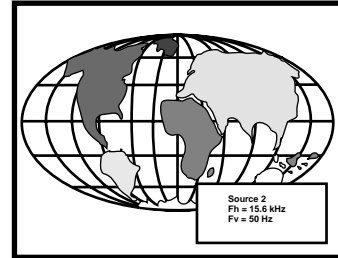 Source 2
Fh = 15.6 kHz
Fv = 50 Hz